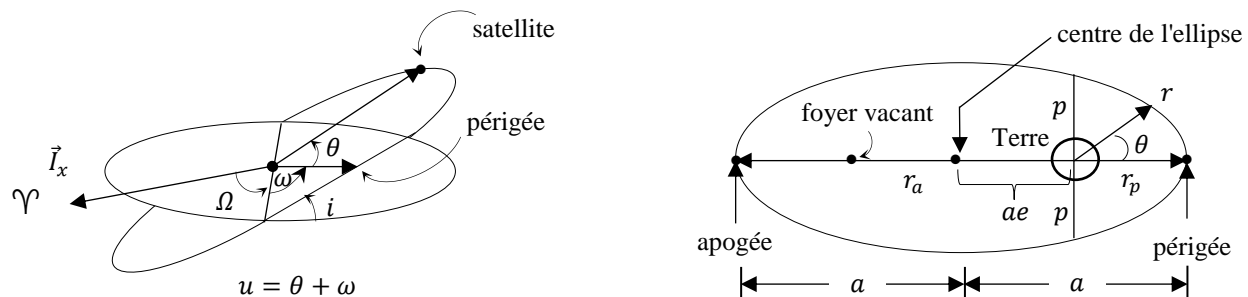 satellite
périgée
θ
ω
I⃗ₓ
♈
Ω
i
u = θ + ω
centre de l'ellipse
foyer vacant
Terre
p
r
θ
r_a
r_p
ae
p
apogée
périgée
a
a